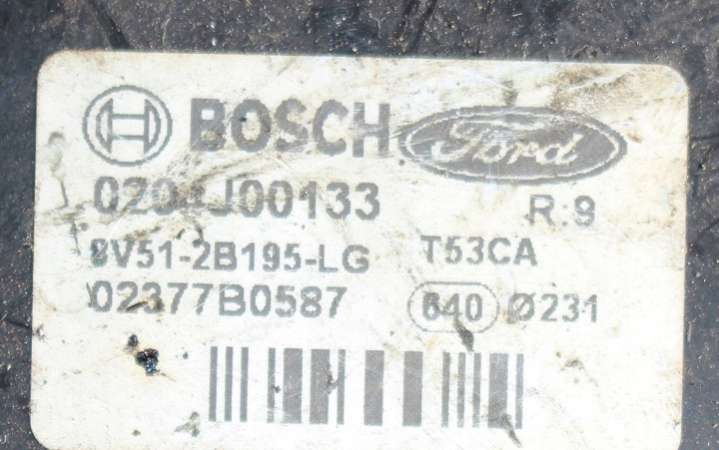 BOSCH Ford
R:9
8V51-2B195-LG T53CA
02377B0587 640 Ø231